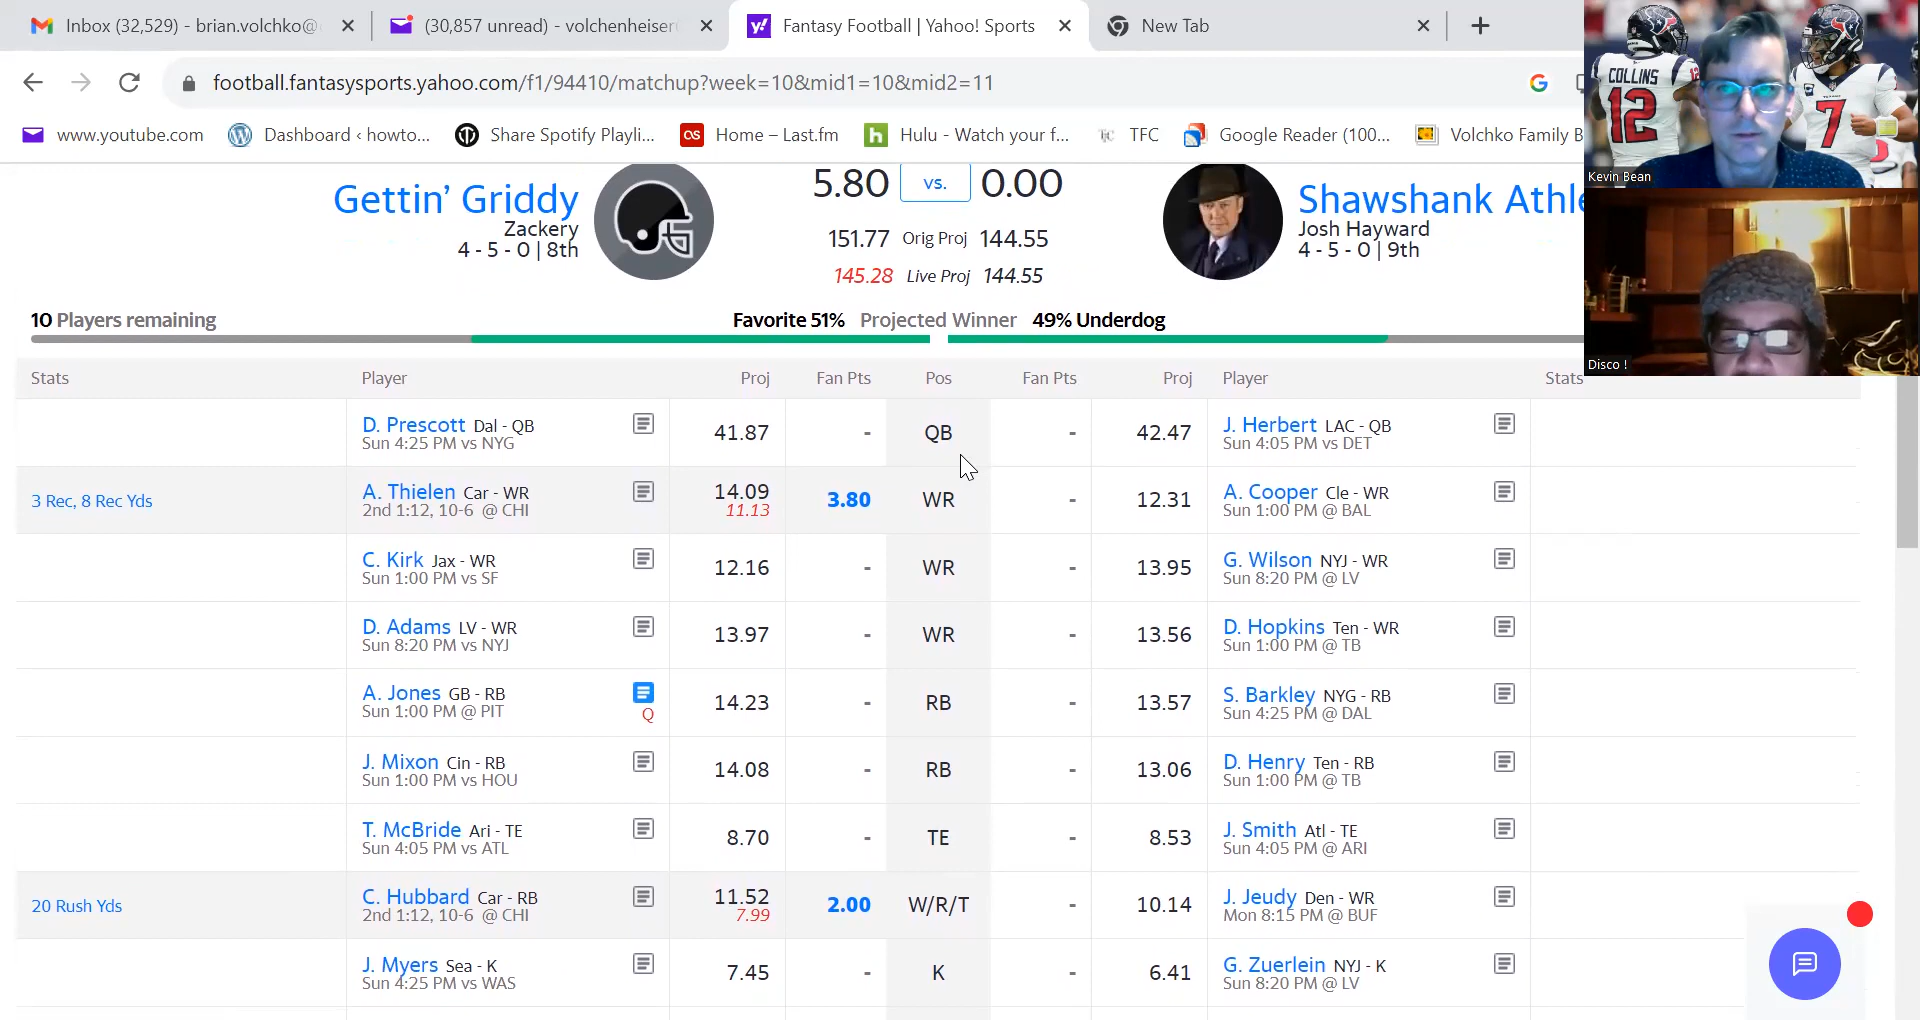 Inbox (32,529) - brian.volchko@
(30,857 unread) - volchenheiser
Fantasy Football | Yahoo! Sports
New Tab
football.fantasysports.yahoo.com/f1/94410/matchup?week=10&mid1=10&mid2=11
www.youtube.com
Dashboard ‹ howto...
Share Spotify Playli...
Home – Last.fm
Hulu - Watch your f...
TFC
Google Reader (100...
Volchko Family B
COLLINS
12
7
Kevin Bean
Disco !
Gettin' Griddy
Zackery
4 - 5 - 0 | 8th
5.80 vs. 0.00
151.77 Orig Proj 144.55
145.28 Live Proj 144.55
Shawshank Athle
Josh Hayward
4 - 5 - 0 | 9th
10 Players remaining
Favorite 51% Projected Winner 49% Underdog
Stats Player Proj Fan Pts Pos Fan Pts Proj Player Stats
D. Prescott Dal - QB 41.87 - QB - 42.47 J. Herbert LAC - QB
Sun 4:25 PM vs NYG Sun 4:05 PM vs DET
3 Rec, 8 Rec Yds A. Thielen Car - WR 14.09 3.80 WR - 12.31 A. Cooper Cle - WR
2nd 1:12, 10-6 @ CHI 11.13 Sun 1:00 PM @ BAL
C. Kirk Jax - WR 12.16 - WR - 13.95 G. Wilson NYJ - WR
Sun 1:00 PM vs SF Sun 8:20 PM @ LV
D. Adams LV - WR 13.97 - WR - 13.56 D. Hopkins Ten - WR
Sun 8:20 PM vs NYJ Sun 1:00 PM @ TB
A. Jones GB - RB 14.23 - RB - 13.57 S. Barkley NYG - RB
Sun 1:00 PM @ PIT Q Sun 4:25 PM @ DAL
J. Mixon Cin - RB 14.08 - RB - 13.06 D. Henry Ten - RB
Sun 1:00 PM vs HOU Sun 1:00 PM @ TB
T. McBride Ari - TE 8.70 - TE - 8.53 J. Smith Atl - TE
Sun 4:05 PM vs ATL Sun 4:05 PM @ ARI
20 Rush Yds C. Hubbard Car - RB 11.52 2.00 W/R/T - 10.14 J. Jeudy Den - WR
2nd 1:12, 10-6 @ CHI 7.99 Mon 8:15 PM @ BUF
J. Myers Sea - K 7.45 - K - 6.41 G. Zuerlein NYJ - K
Sun 4:25 PM vs WAS Sun 8:20 PM @ LV